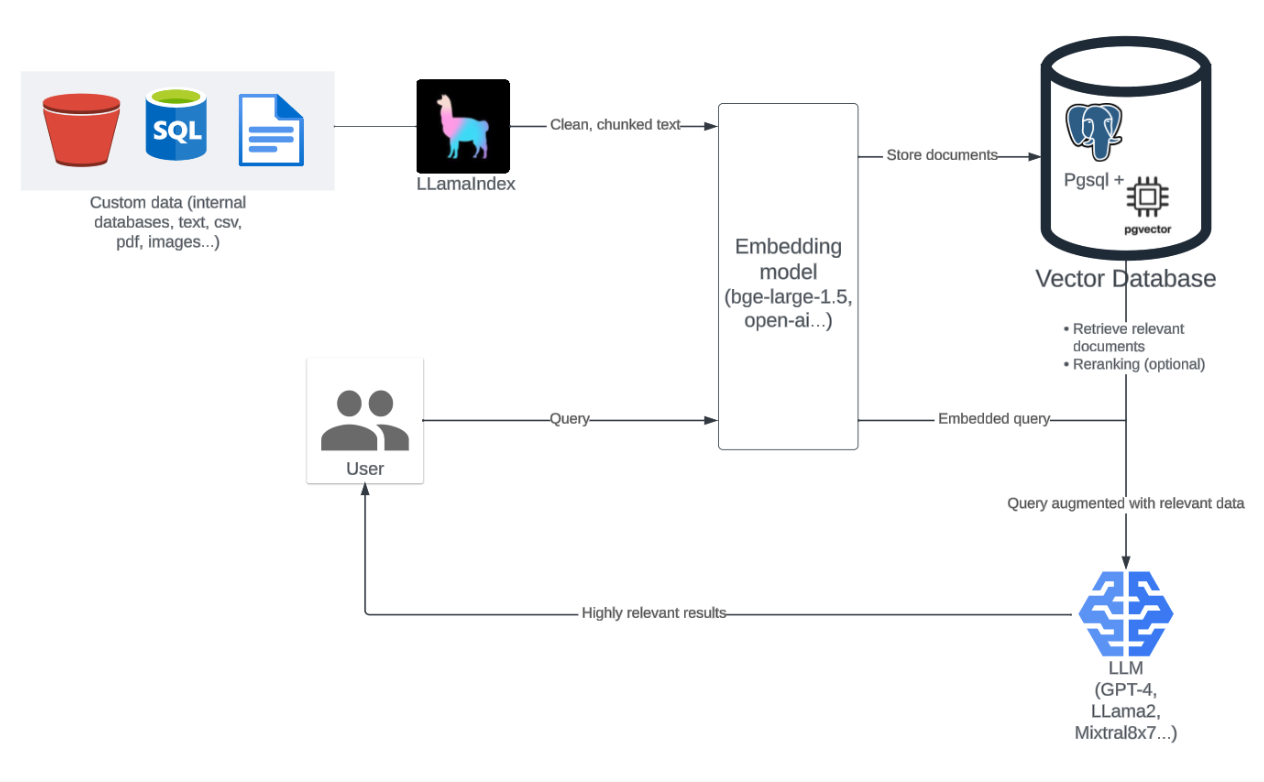 SQL
Custom data (internal
databases, text, csv,
pdf, images...)
LLamaIndex
Clean, chunked text
Embedding
model
(bge-large-1.5,
open-ai...)
Store documents
Pgsql +
pgvector
Vector Database
• Retrieve relevant
documents
• Reranking (optional)
User
Query
Embedded query
Query augmented with relevant data
Highly relevant results
LLM
(GPT-4,
LLama2,
Mixtral8x7...)